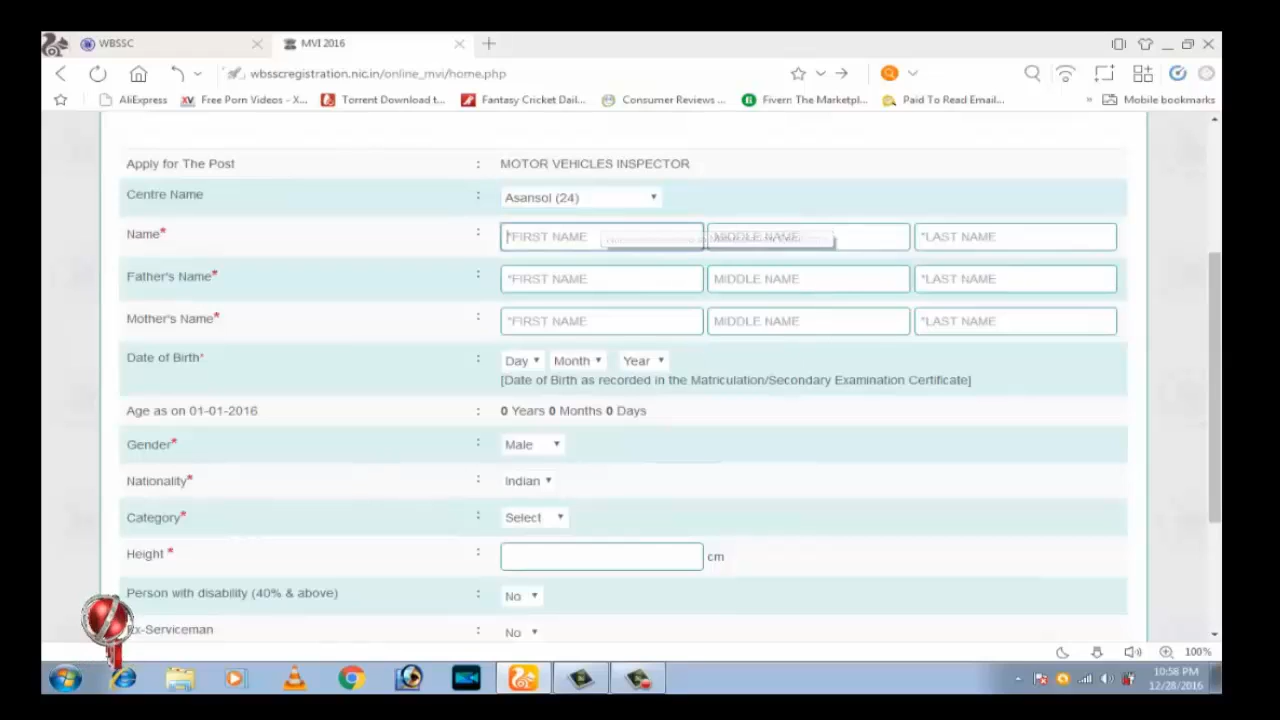 WBSSC MVI 2016
wbsscregistration.nic.in/online_mvi/home.php
AliExpress Free Porn Videos - X... Torrent Download t... Fantasy Cricket Dail... Consumer Reviews ... Fiverr The Marketpl... Paid To Read Email... » Mobile bookmarks
Apply for The Post : MOTOR VEHICLES INSPECTOR
Centre Name : Asansol (24)
Name* : *FIRST NAME MIDDLE NAME *LAST NAME
Father's Name* : *FIRST NAME MIDDLE NAME *LAST NAME
Mother's Name* : *FIRST NAME MIDDLE NAME *LAST NAME
Date of Birth* : Day Month Year
[Date of Birth as recorded in the Matriculation/Secondary Examination Certificate]
Age as on 01-01-2016 : 0 Years 0 Months 0 Days
Gender* : Male
Nationality* : Indian
Category* : Select
Height * : cm
Person with disability (40% & above) : No
Ex-Serviceman : No
100%
10:58 PM
12/28/2016